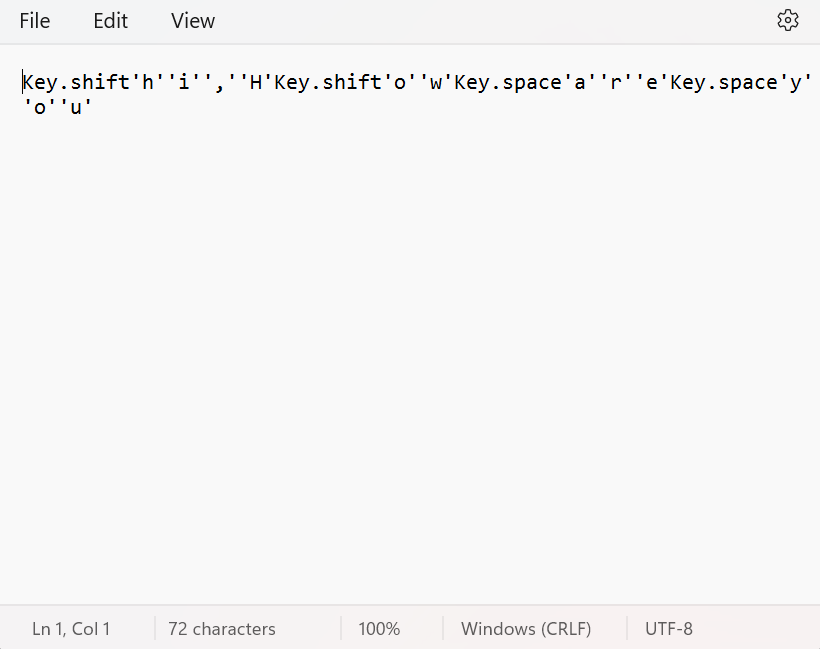 File Edit View
Key.shift'h''i'',''H'Key.shift'o''w'Key.space'a''r''e'Key.space'y'
'o''u'
Ln 1, Col 1 72 characters 100% Windows (CRLF) UTF-8